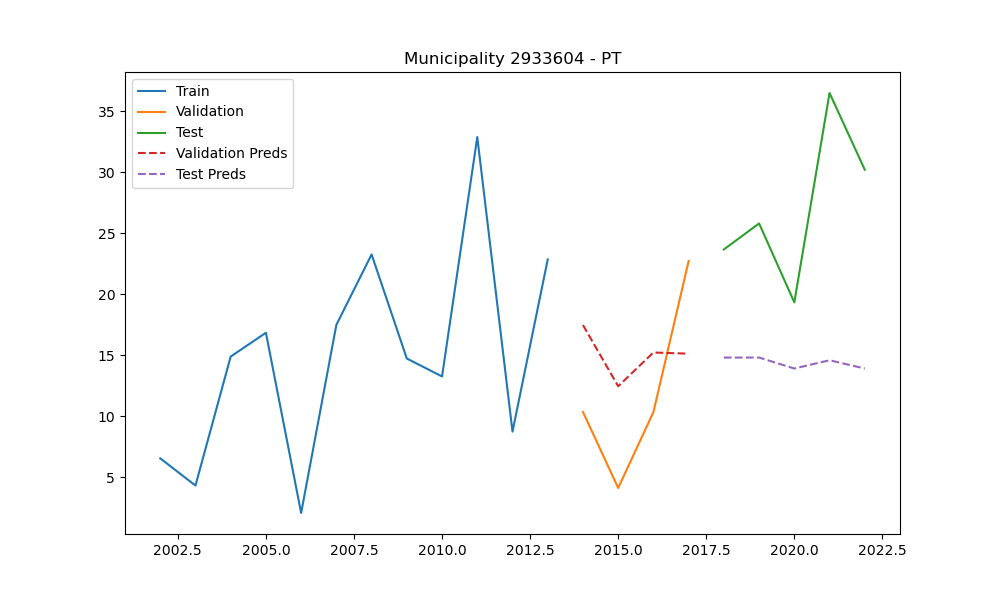 Municipality 2933604 - PT
Train
Validation
Test
Validation Preds
Test Preds
35
30
25
20
15
10
5
2002.5 2005.0 2007.5 2010.0 2012.5 2015.0 2017.5 2020.0 2022.5